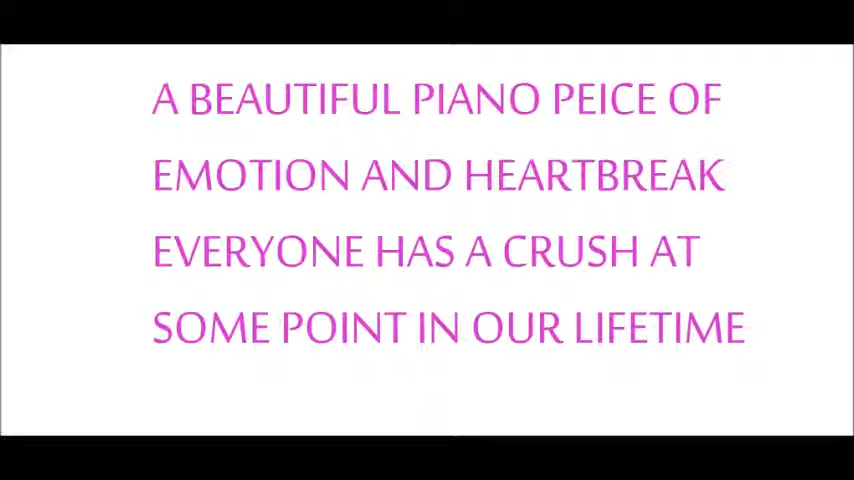 A BEAUTIFUL PIANO PEICE OF
EMOTION AND HEARTBREAK
EVERYONE HAS A CRUSH AT
SOME POINT IN OUR LIFETIME